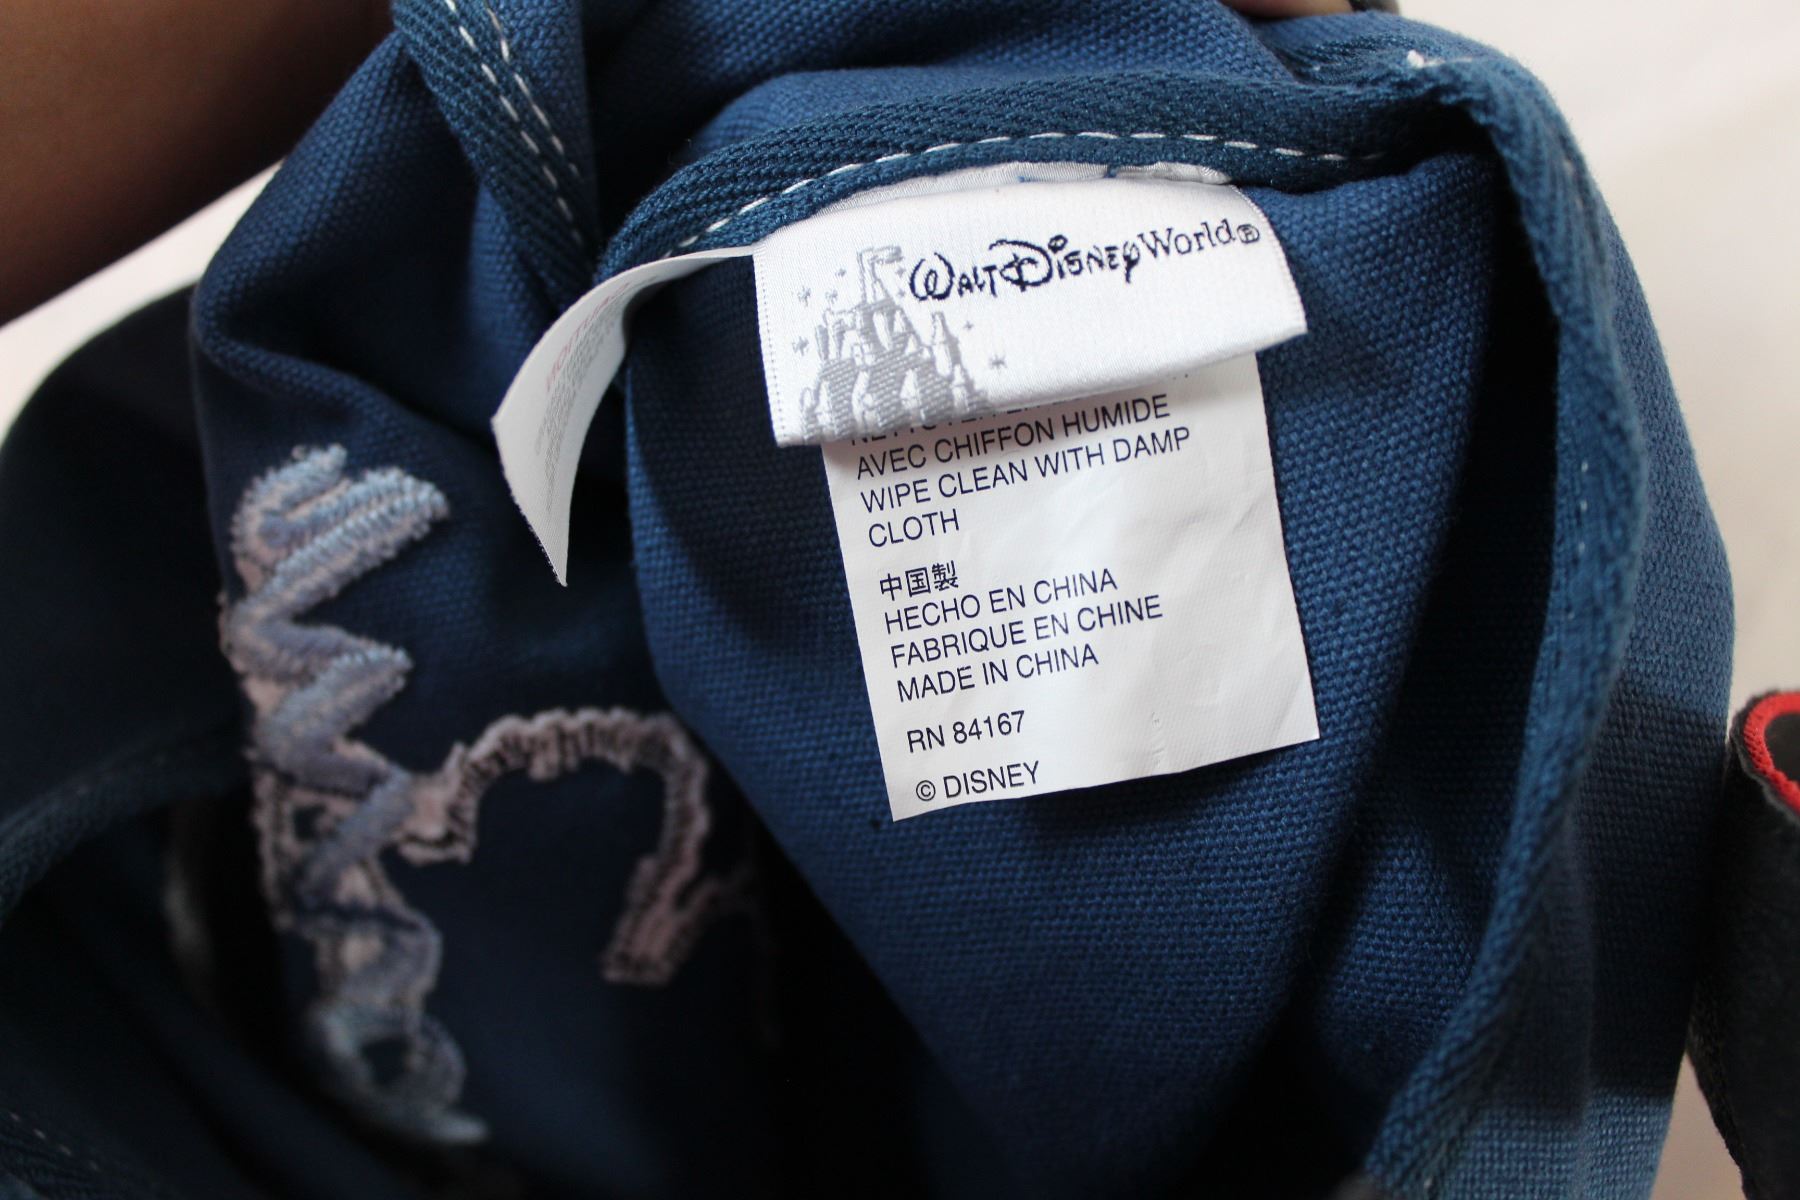 WALT DISNEY World®
AVEC CHIFFON HUMIDE
WIPE CLEAN WITH DAMP
CLOTH
中国製
HECHO EN CHINA
FABRIQUE EN CHINE
MADE IN CHINA
RN 84167
© DISNEY